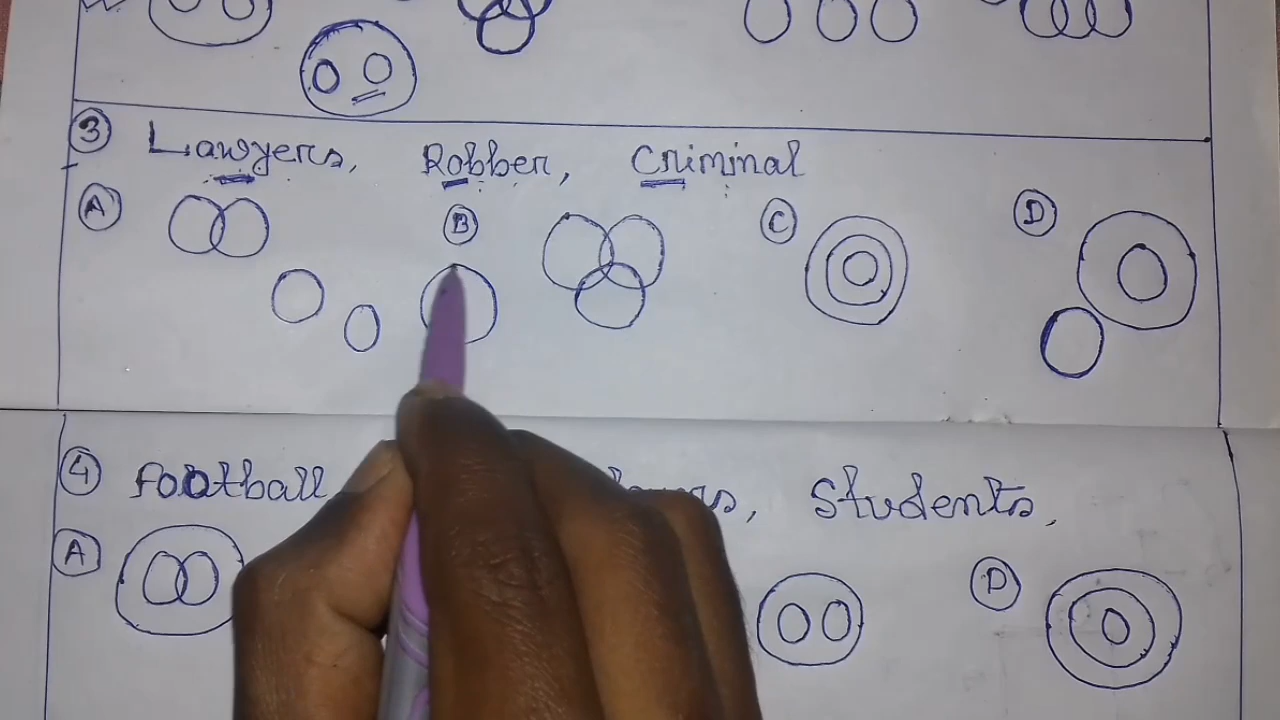 3 Lawyers, Robber, Criminal
A B C D
4 Football Students,
A D